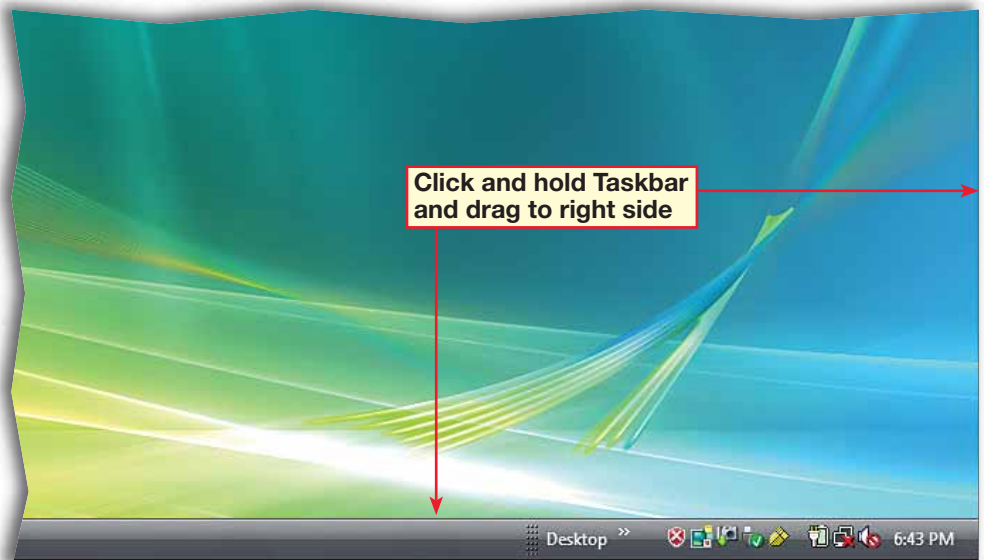 Click and hold Taskbar
and drag to right side
Desktop »
6:43 PM